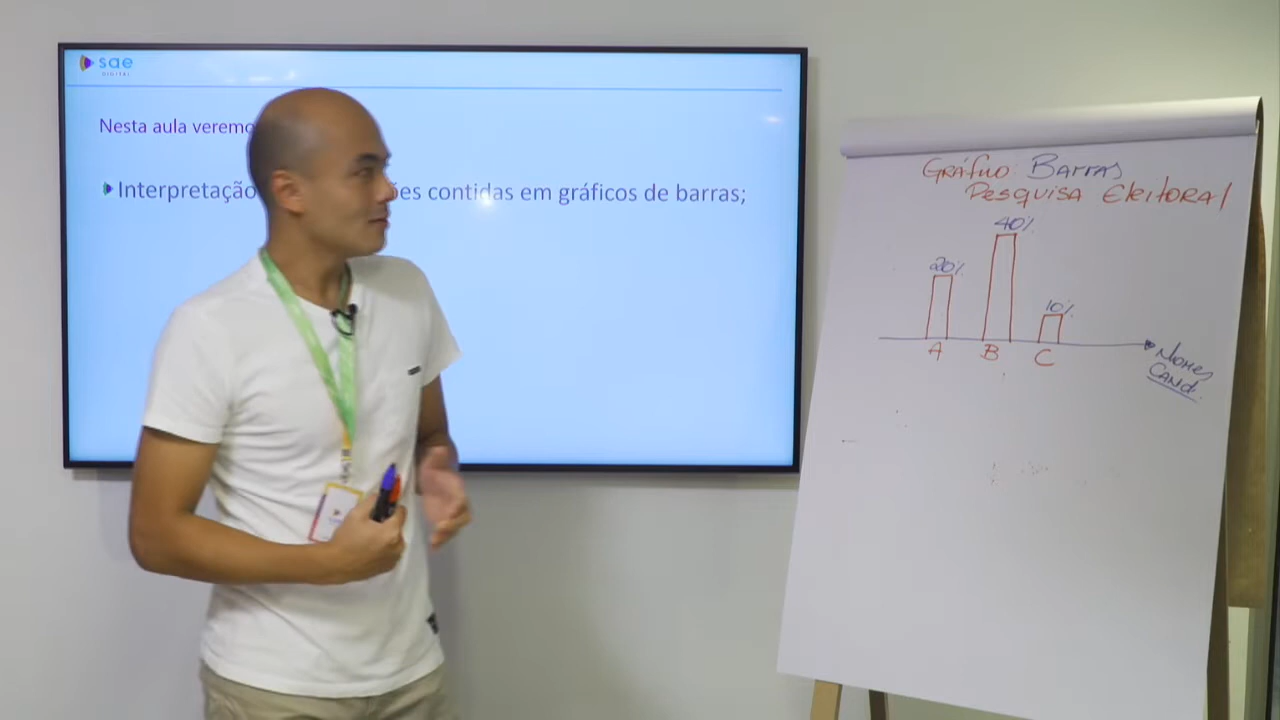 sae
DIGITAL
Nesta aula veremo
Interpretação ões contidas em gráficos de barras;
Gráfico: Barras
Pesquisa Eleitoral
40%
20%
10%
A B C
Nomes
Cand.